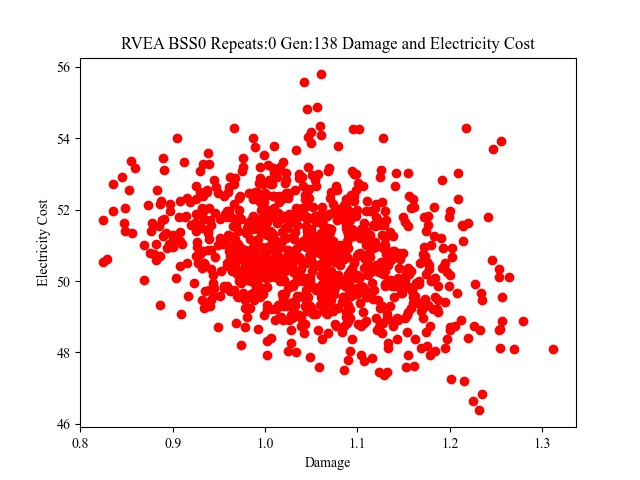 RVEA BSS0 Repeats:0 Gen:138 Damage and Electricity Cost
56
54
52
50
48
46
Electricity Cost
0.8 0.9 1.0 1.1 1.2 1.3
Damage